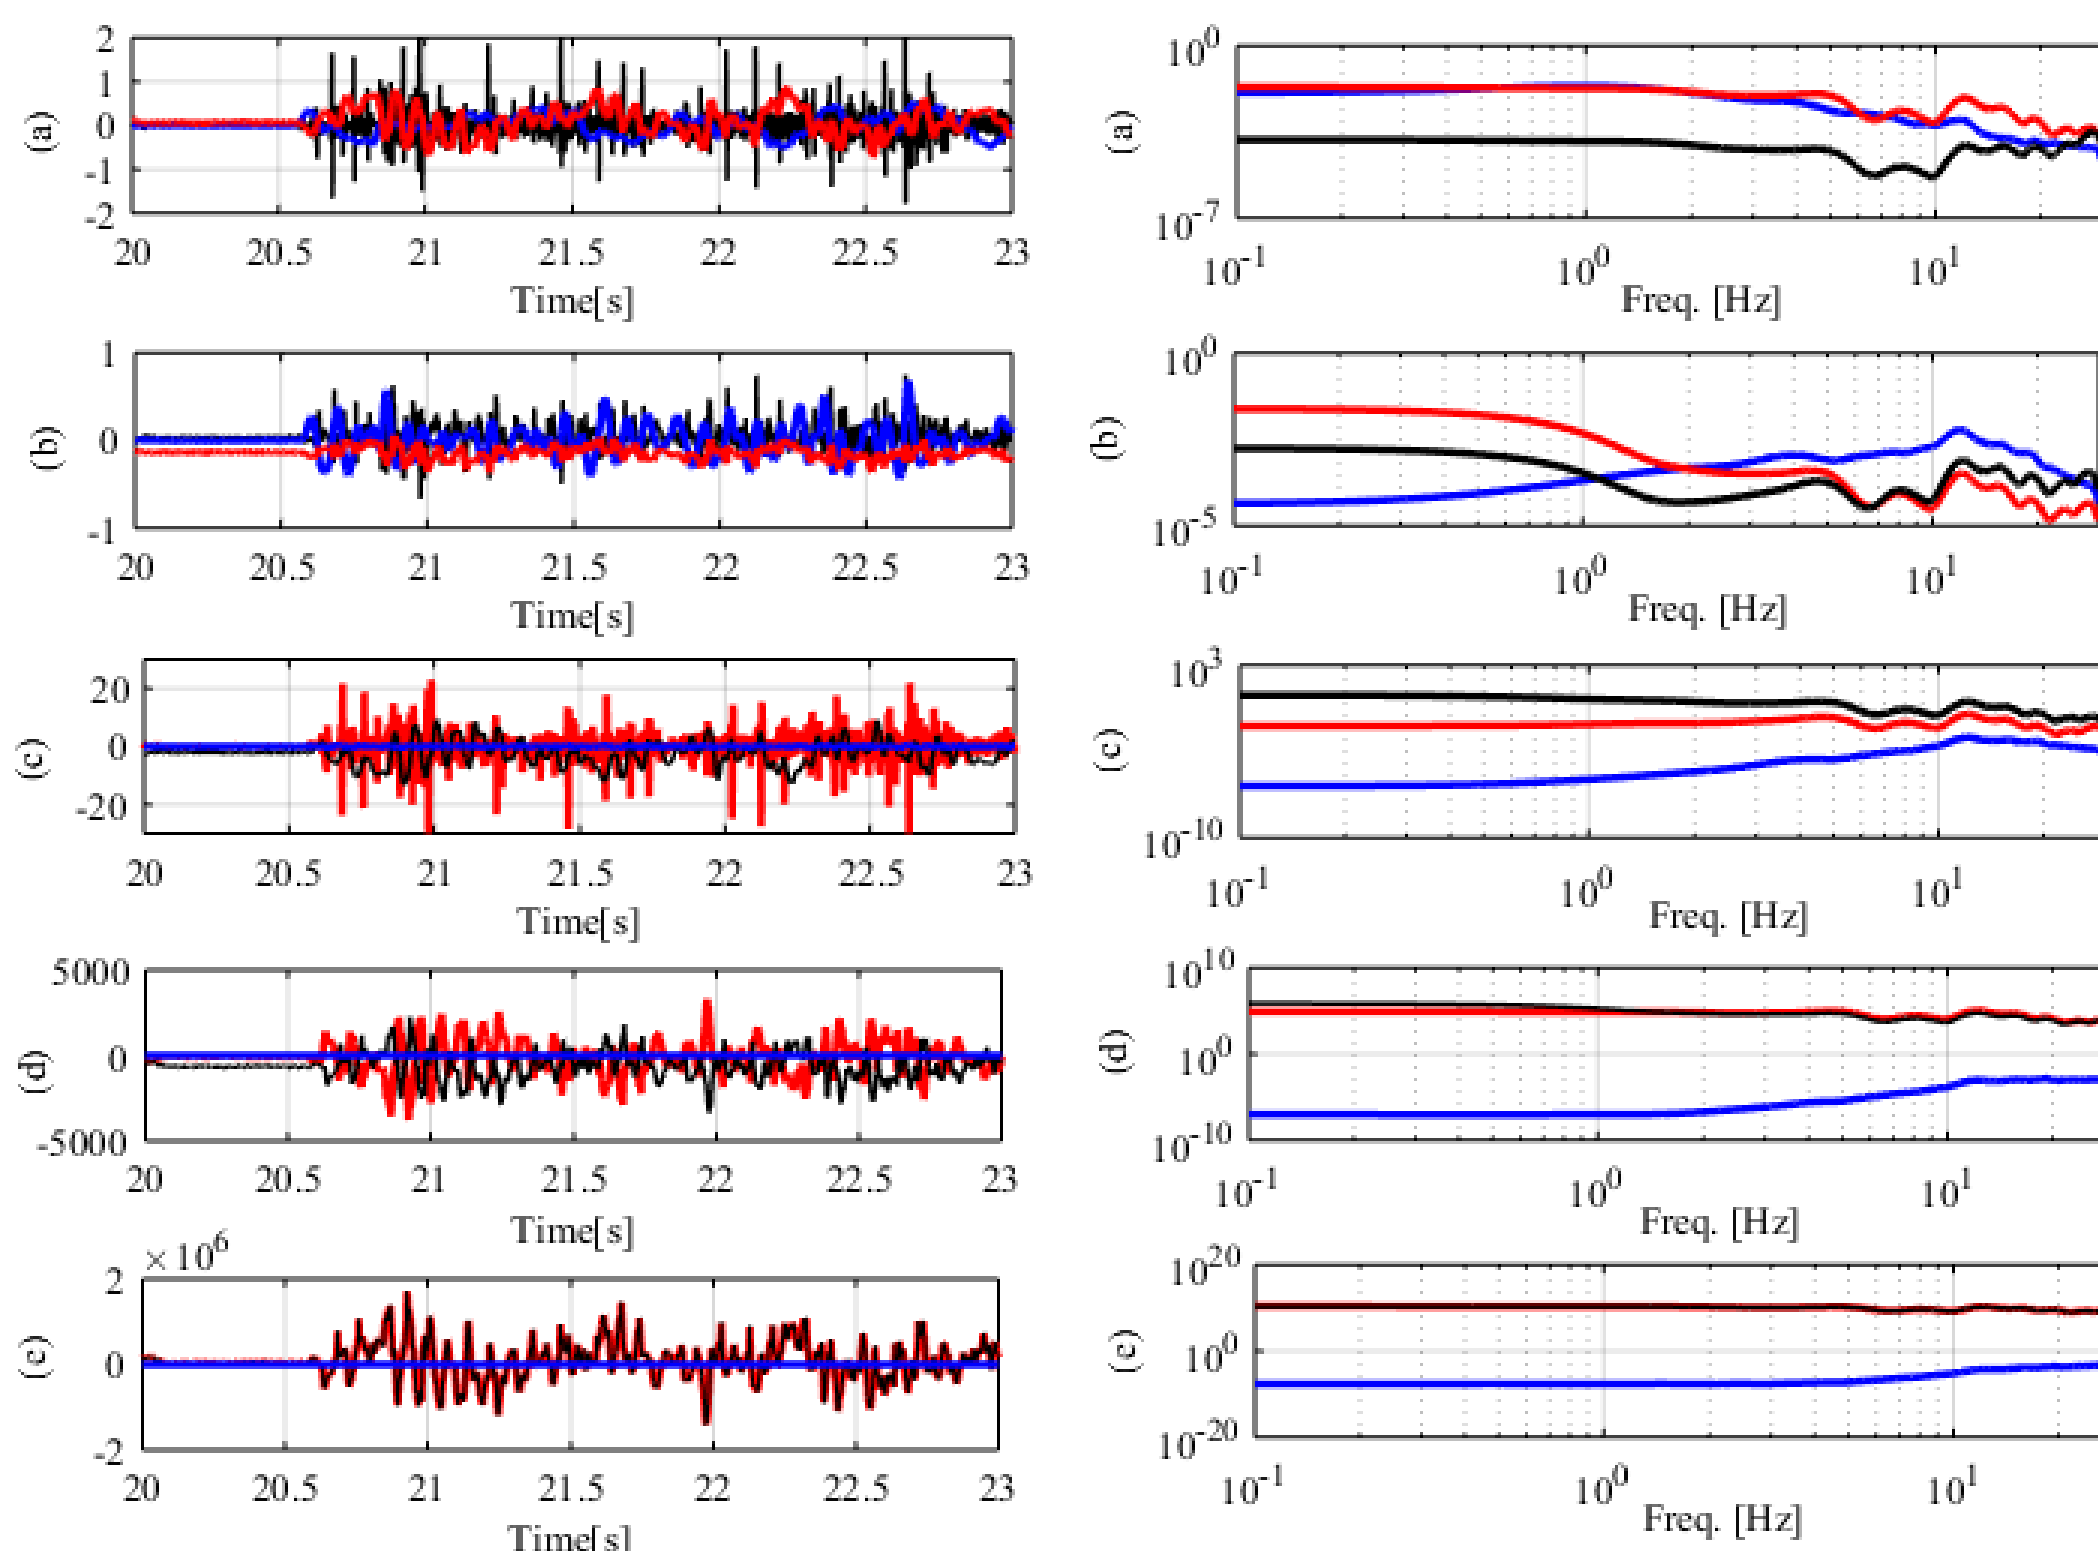 2
1
0
-1
-2
(a)
20 20.5 21 21.5 22 22.5 23
Time[s]
1
0
-1
(b)
20 20.5 21 21.5 22 22.5 23
Time[s]
20
0
-20
(c)
20 20.5 21 21.5 22 22.5 23
Time[s]
5000
0
-5000
(d)
20 20.5 21 21.5 22 22.5 23
Time[s]
×10^6
2
0
-2
(e)
20 20.5 21 21.5 22 22.5 23
Time[s]
10^0
10^-7
(a)
10^-1 10^0 10^1
Freq. [Hz]
10^0
10^-5
(b)
10^-1 10^0 10^1
Freq. [Hz]
10^3
10^-10
(c)
10^-1 10^0 10^1
Freq. [Hz]
10^10
10^0
10^-10
(d)
10^-1 10^0 10^1
Freq. [Hz]
10^20
10^0
10^-20
(e)
10^-1 10^0 10^1
Freq. [Hz]